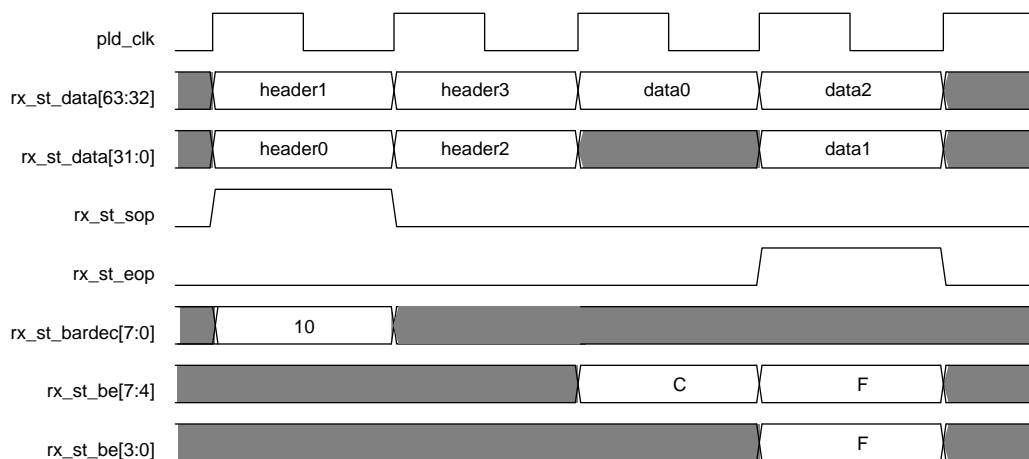 pld_clk
rx_st_data[63:32] header1 header3 data0 data2
rx_st_data[31:0] header0 header2 data1
rx_st_sop
rx_st_eop
rx_st_bardec[7:0] 10
rx_st_be[7:4] C F
rx_st_be[3:0] F